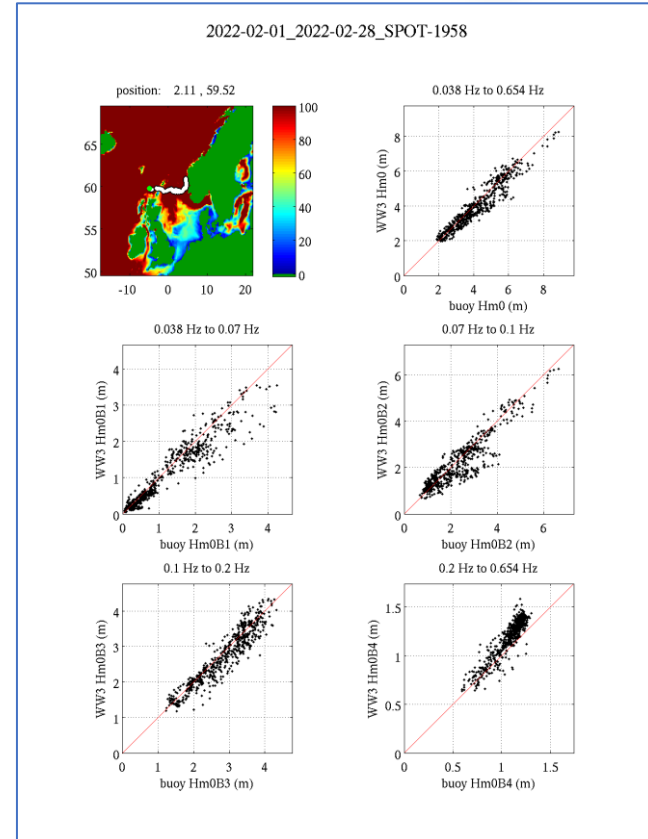 2022-02-01_2022-02-28_SPOT-1958
position: 2.11 , 59.52
65
60
55
50
-10 0 10 20
100
80
60
40
20
0
0.038 Hz to 0.654 Hz
WW3 Hm0 (m)
8
6
4
2
0
0 2 4 6 8
buoy Hm0 (m)
0.038 Hz to 0.07 Hz
WW3 Hm0B1 (m)
4
3
2
1
0
0 1 2 3 4
buoy Hm0B1 (m)
0.07 Hz to 0.1 Hz
WW3 Hm0B2 (m)
6
4
2
0
0 2 4 6
buoy Hm0B2 (m)
0.1 Hz to 0.2 Hz
WW3 Hm0B3 (m)
4
3
2
1
0
0 1 2 3 4
buoy Hm0B3 (m)
0.2 Hz to 0.654 Hz
WW3 Hm0B4 (m)
1.5
1
0.5
0
0 0.5 1 1.5
buoy Hm0B4 (m)